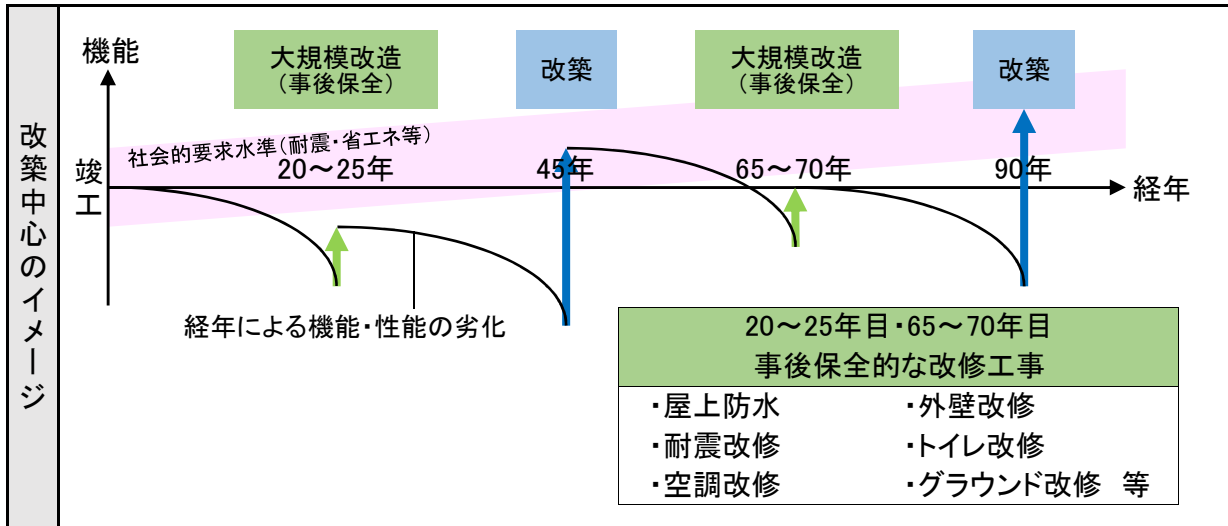 改築中心のイメージ
機能
大規模改造
（事後保全）
改築
大規模改造
（事後保全）
改築
社会的要求水準（耐震・省エネ等）
竣工
20～25年
45年
65～70年
90年
経年
経年による機能・性能の劣化
20～25年目・65～70年目
事後保全的な改修工事
・屋上防水
・外壁改修
・耐震改修
・トイレ改修
・空調改修
・グラウンド改修　等